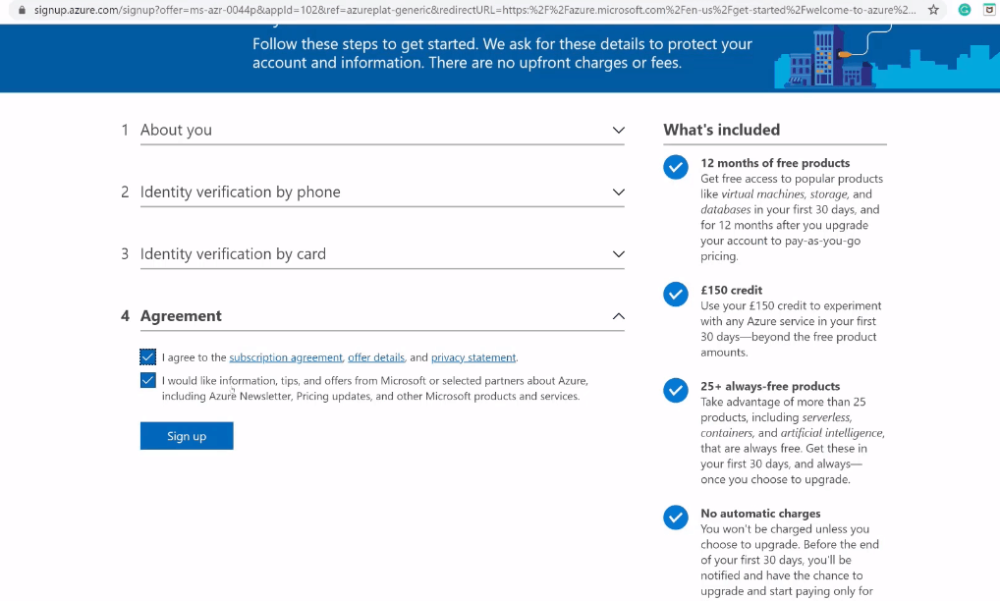 signup.azure.com/signup?offer=ms-azr-0044p&appId=102&ref=azureplat-generic&redirectURL=https:%2F%2Fazure.microsoft.com%2Fen-us%2Fget-started%2Fwelcome-to-azure%2...
Follow these steps to get started. We ask for these details to protect your
account and information. There are no upfront charges or fees.
1 About you
2 Identity verification by phone
3 Identity verification by card
4 Agreement
I agree to the subscription agreement, offer details, and privacy statement.
I would like information, tips, and offers from Microsoft or selected partners about Azure,
including Azure Newsletter, Pricing updates, and other Microsoft products and services.
Sign up
What's included
12 months of free products
Get free access to popular products
like virtual machines, storage, and
databases in your first 30 days, and
for 12 months after you upgrade
your account to pay-as-you-go
pricing.
£150 credit
Use your £150 credit to experiment
with any Azure service in your first
30 days—beyond the free product
amounts.
25+ always-free products
Take advantage of more than 25
products, including serverless,
containers, and artificial intelligence,
that are always free. Get these in
your first 30 days, and always—
once you choose to upgrade.
No automatic charges
You won't be charged unless you
choose to upgrade. Before the end
of your first 30 days, you'll be
notified and have the chance to
upgrade and start paying only for